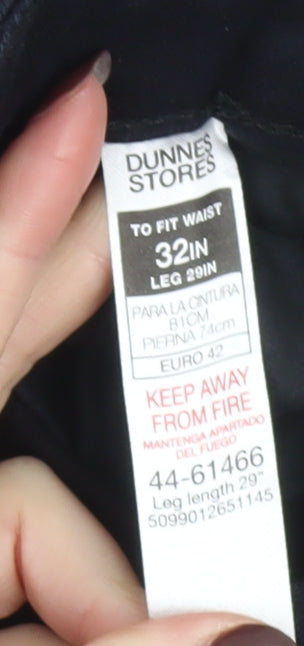 DUNNES
STORES
TO FIT WAIST
32IN
LEG 29IN
PARA LA CINTURA
81CM
PIERNA 74cm
EURO 42
KEEP AWAY
FROM FIRE
MANTENGA APARTADO
DEL FUEGO
44-61466
Leg length 29"
5099012651145